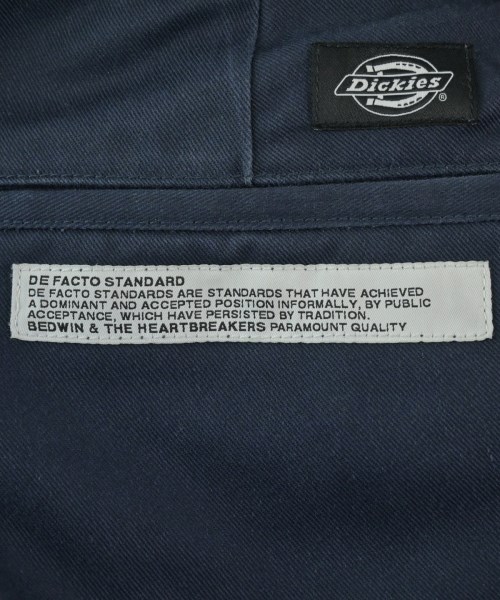 Dickies®
DE FACTO STANDARD
DE FACTO STANDARDS ARE STANDARDS THAT HAVE ACHIEVED
A DOMINANT AND ACCEPTED POSITION INFORMALLY, BY PUBLIC
ACCEPTANCE, WHICH HAVE PERSISTED BY TRADITION.
BEDWIN & THE HEARTBREAKERS PARAMOUNT QUALITY